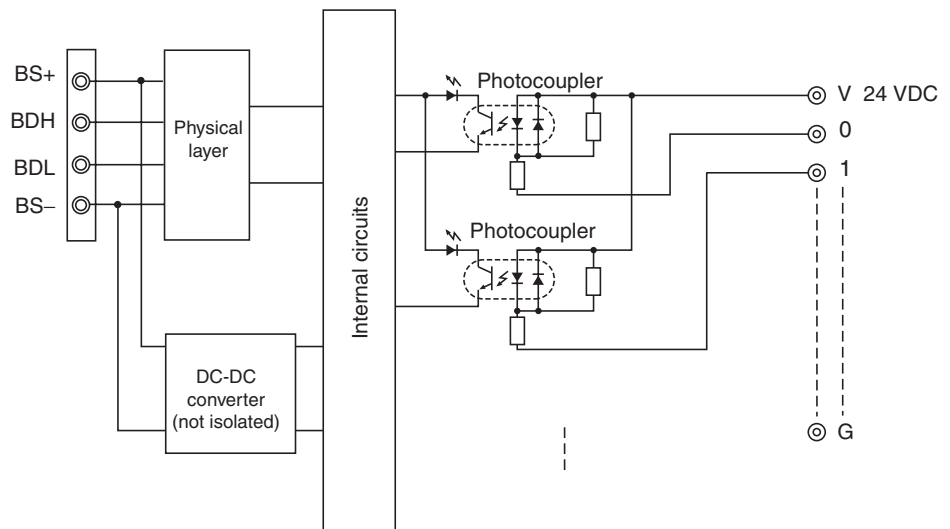 BS+
BDH
BDL
BS−
Physical
layer
DC-DC
converter
(not isolated)
Internal circuits
Photocoupler
Photocoupler
V 24 VDC
0
1
G